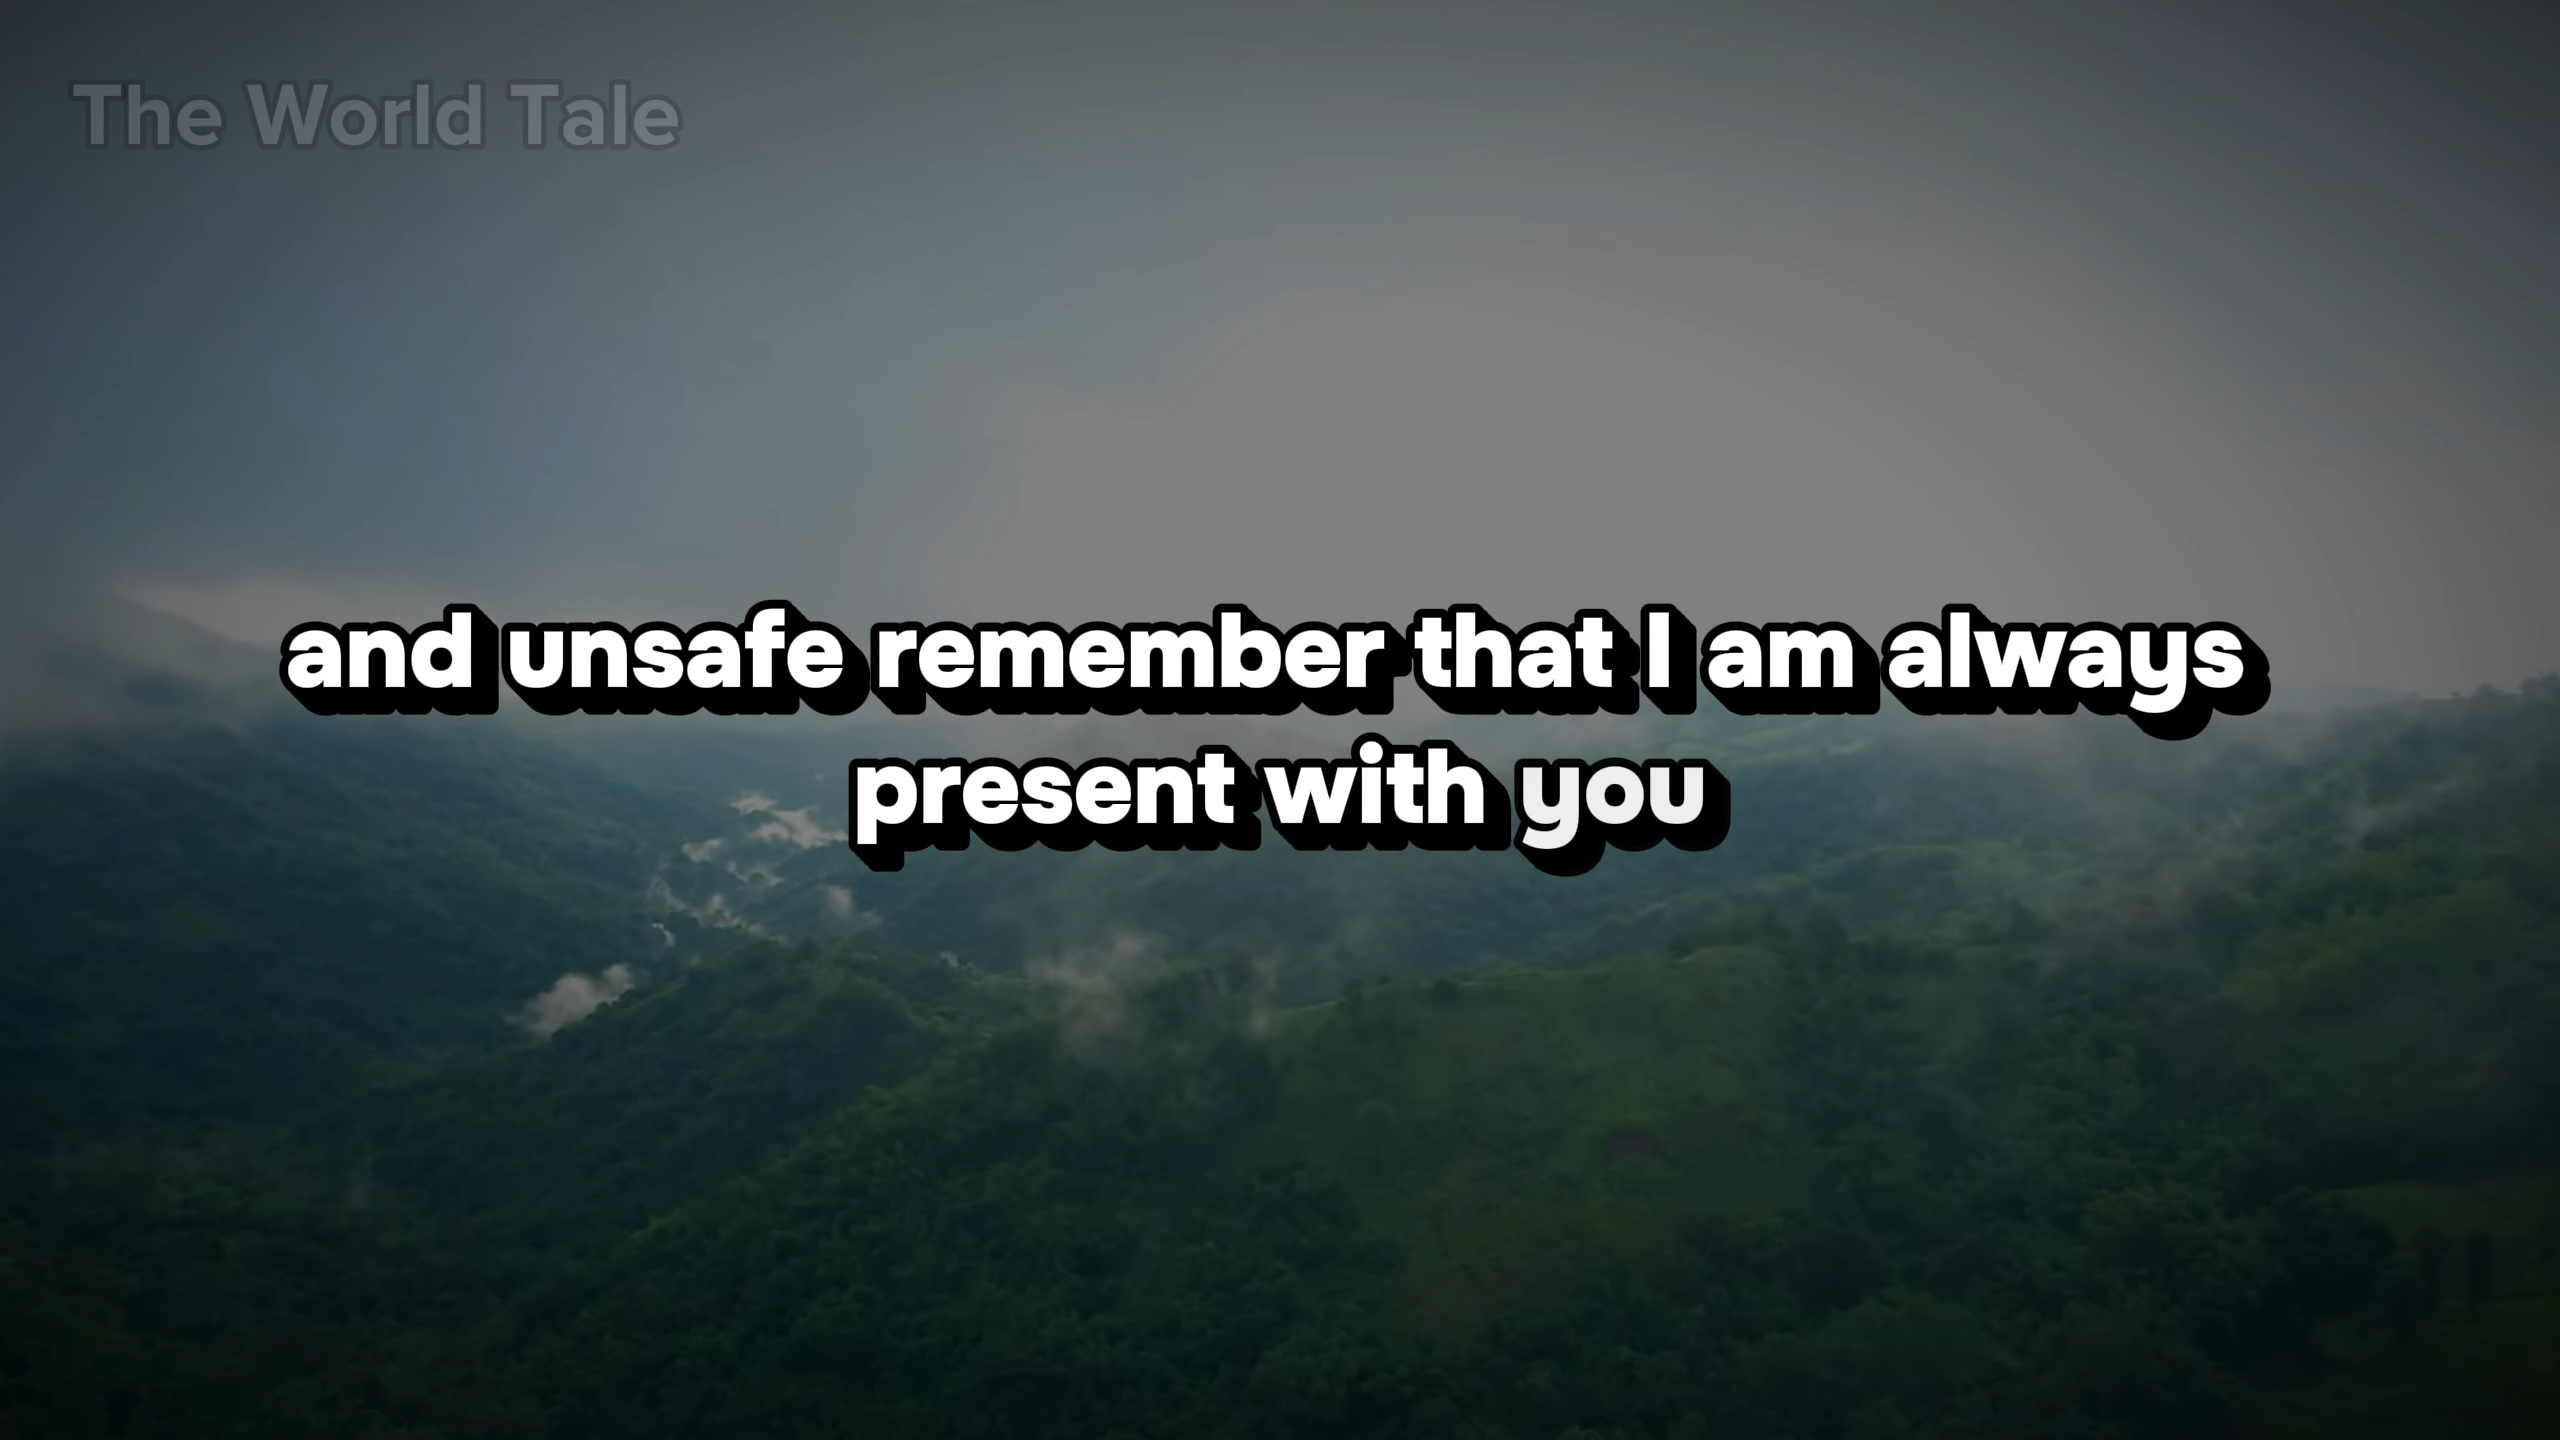 The World Tale
and unsafe remember that I am always
present with you